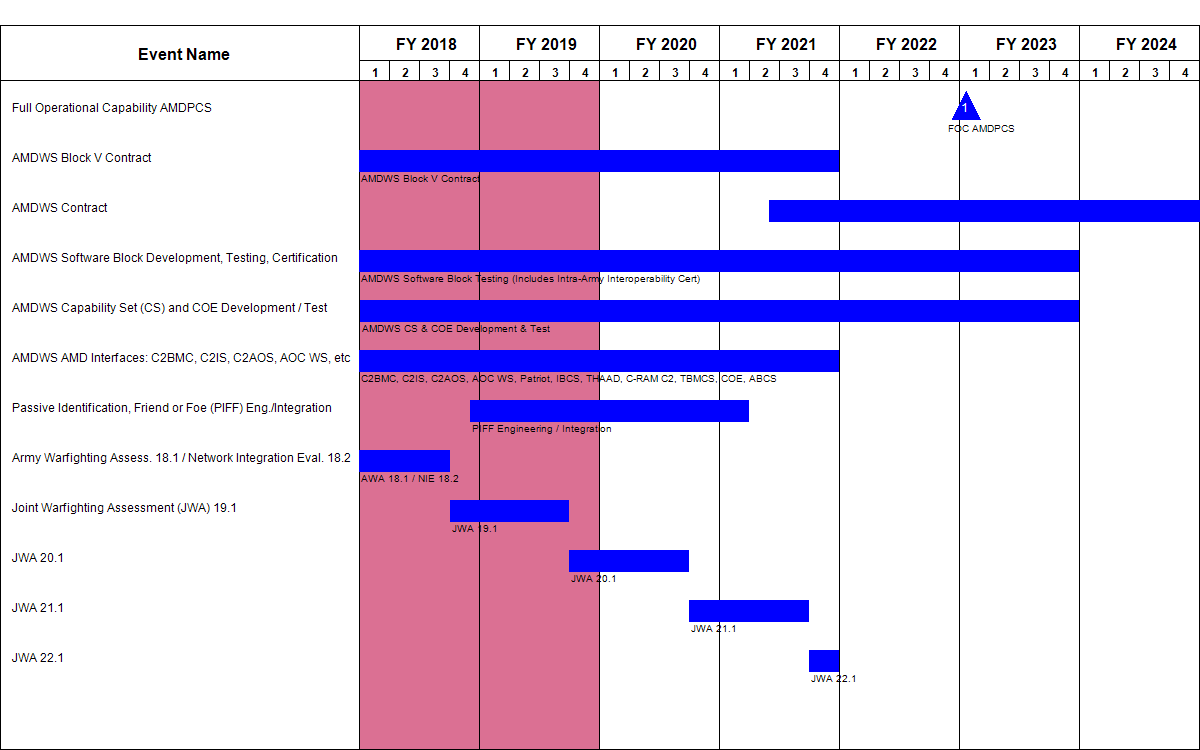 Event Name
FY 2018 FY 2019 FY 2020 FY 2021 FY 2022 FY 2023 FY 2024
1 2 3 4 1 2 3 4 1 2 3 4 1 2 3 4 1 2 3 4 1 2 3 4 1 2 3 4
Full Operational Capability AMDPCS
1
FOC AMDPCS
AMDWS Block V Contract
AMDWS Block V Contract
AMDWS Contract
AMDWS Software Block Development, Testing, Certification
AMDWS Software Block Testing (Includes Intra-Army Interoperability Cert)
AMDWS Capability Set (CS) and COE Development / Test
AMDWS CS & COE Development & Test
AMDWS AMD Interfaces: C2BMC, C2IS, C2AOS, AOC WS, etc
C2BMC, C2IS, C2AOS, AOC WS, Patriot, IBCS, THAAD, C-RAM C2, TBMCS, COE, ABCS
Passive Identification, Friend or Foe (PIFF) Eng./Integration
PIFF Engineering / Integration
Army Warfighting Assess. 18.1 / Network Integration Eval. 18.2
AWA 18.1 / NIE 18.2
Joint Warfighting Assessment (JWA) 19.1
JWA 19.1
JWA 20.1
JWA 20.1
JWA 21.1
JWA 21.1
JWA 22.1
JWA 22.1